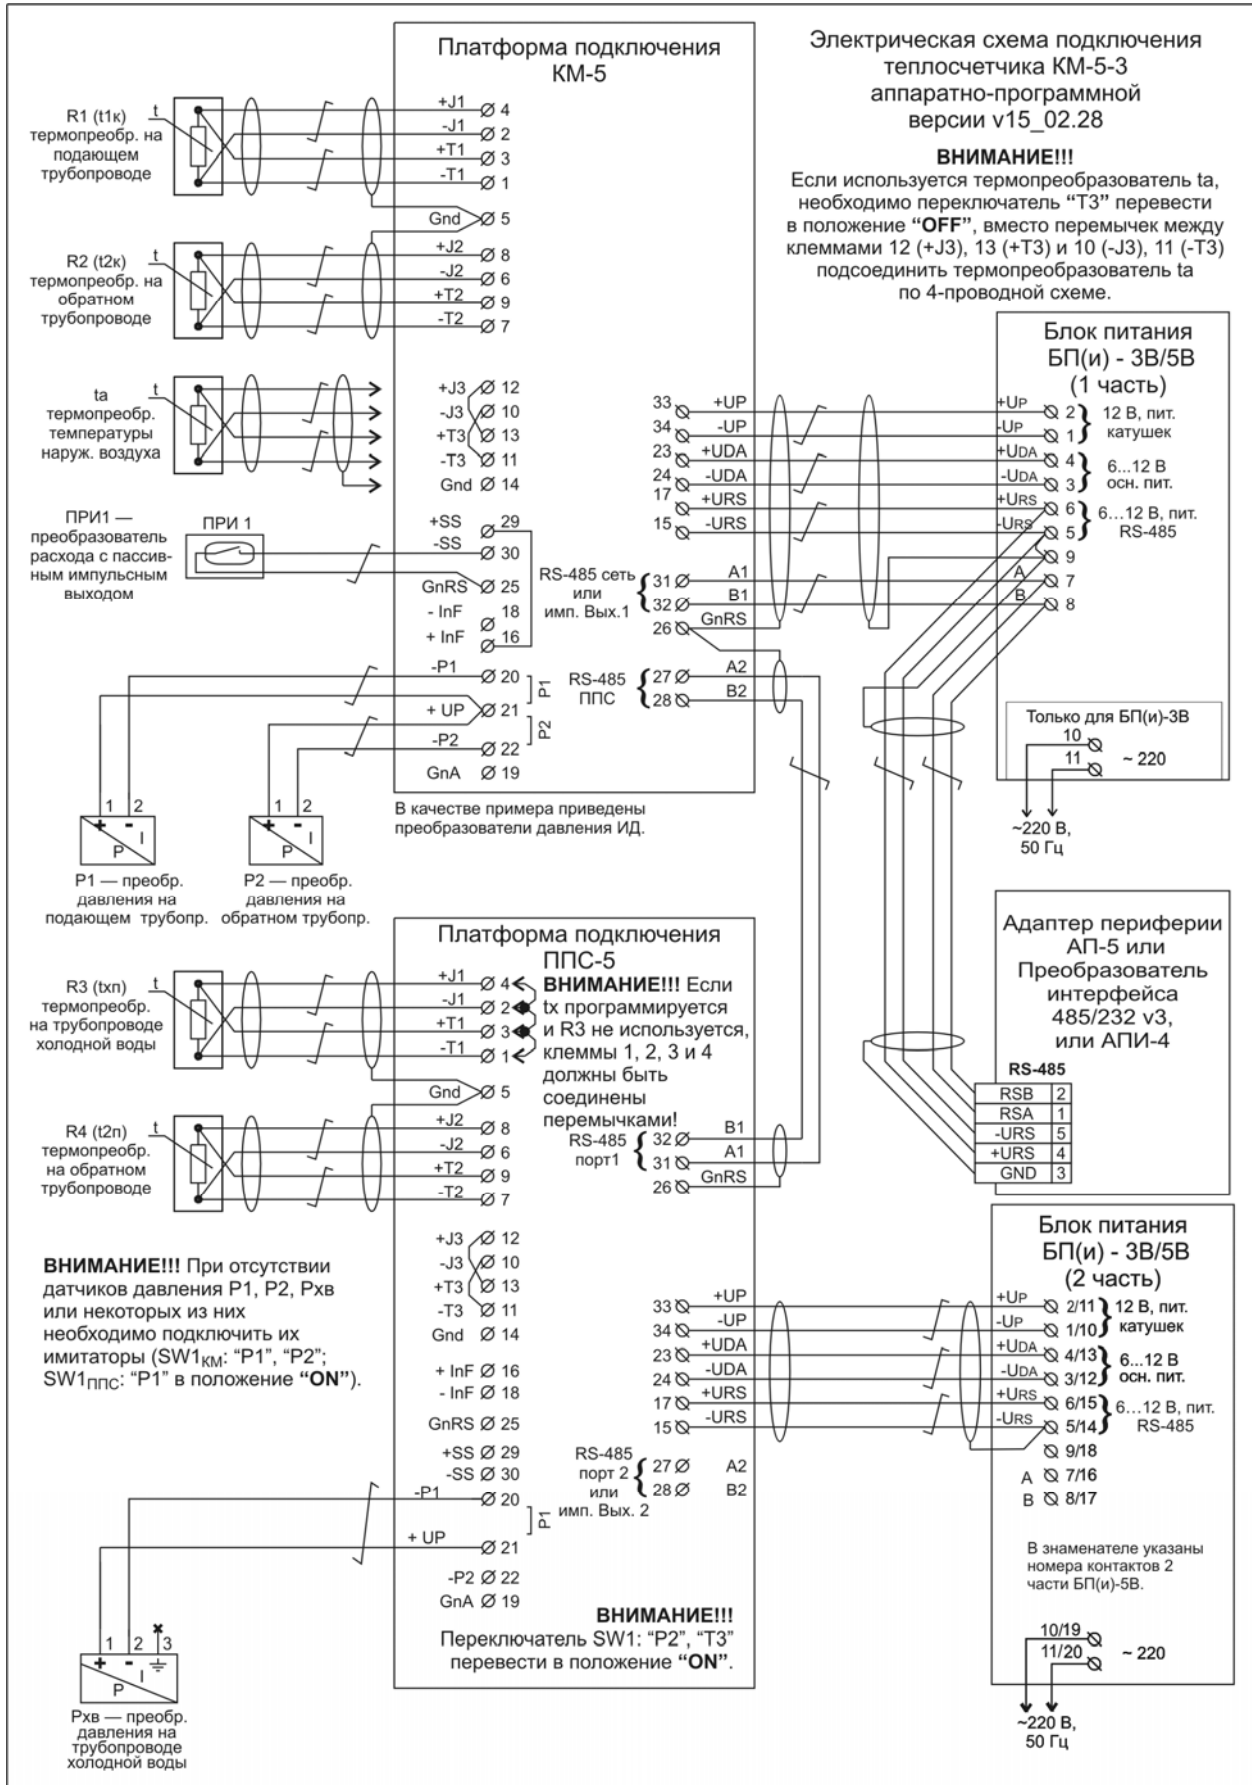 Платформа подключения
КМ-5
Электрическая схема подключения
теплосчетчика КМ-5-3
аппаратно-программной
версии v15_02.28
ВНИМАНИЕ!!!
Если используется термопреобразователь ta,
необходимо переключатель “T3” перевести
в положение “OFF”, вместо перемычек между
клеммами 12 (+J3), 13 (+T3) и 10 (-J3), 11 (-T3)
подсоединить термопреобразователь ta
по 4-проводной схеме.
R1 (t1к)
термопреобр. на
подающем
трубопроводе
t
+J1 4
-J1 2
+T1 3
-T1 1
Gnd 5
R2 (t2к)
термопреобр. на
обратном
трубопроводе
t
+J2 8
-J2 6
+T2 9
-T2 7
ta
термопреобр.
температуры
наруж. воздуха
t
+J3 12
-J3 10
+T3 13
-T3 11
Gnd 14
ПРИ1 —
преобразователь
расхода с пассив-
ным импульсным
выходом
ПРИ 1
+SS 29
-SS 30
GnRS 25
- InF 18
+ InF 16
-P1 20
+ UP 21
-P2 22
GnA 19
P1
P2
33 +UP
34 -UP
23 +UDA
24 -UDA
17 +URS
15 -URS
RS-485 сеть
или
имп. Вых.1
31 A1
32 B1
26 GnRS
RS-485
ППС
27 A2
28 B2
Блок питания
БП(и) - 3В/5В
(1 часть)
+UP 2
-UP 1
12 В, пит.
катушек
+UDA 4
-UDA 3
6...12 В
осн. пит.
+URS 6
-URS 5
6...12 В, пит.
RS-485
9
A 7
B 8
Только для БП(и)-3В
10
11
~ 220
~220 В,
50 Гц
1 2
+ -
P I
P1 — преобр.
давления на
подающем трубопр.
1 2
+ -
P I
P2 — преобр.
давления на
обратном трубопр.
В качестве примера приведены
преобразователи давления ИД.
Адаптер периферии
АП-5 или
Преобразователь
интерфейса
485/232 v3,
или АПИ-4
RS-485
RSB 2
RSA 1
-URS 5
+URS 4
GND 3
Платформа подключения
ППС-5
ВНИМАНИЕ!!! Если
tx программируется
и R3 не используется,
клеммы 1, 2, 3 и 4
должны быть
соединены
перемычками!
R3 (tхп)
термопреобр.
на трубопроводе
холодной воды
t
+J1 4
-J1 2
+T1 3
-T1 1
Gnd 5
R4 (t2п)
термопреобр.
на обратном
трубопроводе
t
+J2 8
-J2 6
+T2 9
-T2 7
RS-485
порт1
32 B1
31 A1
26 GnRS
ВНИМАНИЕ!!! При отсутствии
датчиков давления Р1, Р2, Рхв
или некоторых из них
необходимо подключить их
имитаторы (SW1КМ: “P1”, “P2”;
SW1ППС: “P1” в положение “ON”).
+J3 12
-J3 10
+T3 13
-T3 11
Gnd 14
+ InF 16
- InF 18
GnRS 25
+SS 29
-SS 30
-P1 20
+ UP 21
-P2 22
GnA 19
P1
33 +UP
34 -UP
23 +UDA
24 -UDA
17 +URS
15 -URS
RS-485
порт 2
или
имп. Вых. 2
27 A2
28 B2
ВНИМАНИЕ!!!
Переключатель SW1: “P2”, “T3”
перевести в положение “ON”.
1 2 3
+ -
P I
Рхв — преобр.
давления на
трубопроводе
холодной воды
Блок питания
БП(и) - 3В/5В
(2 часть)
+UP 2/11
-UP 1/10
12 В, пит.
катушек
+UDA 4/13
-UDA 3/12
6...12 В
осн. пит.
+URS 6/15
-URS 5/14
6...12 В, пит.
RS-485
9/18
A 7/16
B 8/17
В знаменателе указаны
номера контактов 2
части БП(и)-5В.
10/19
11/20
~ 220
~220 В,
50 Гц